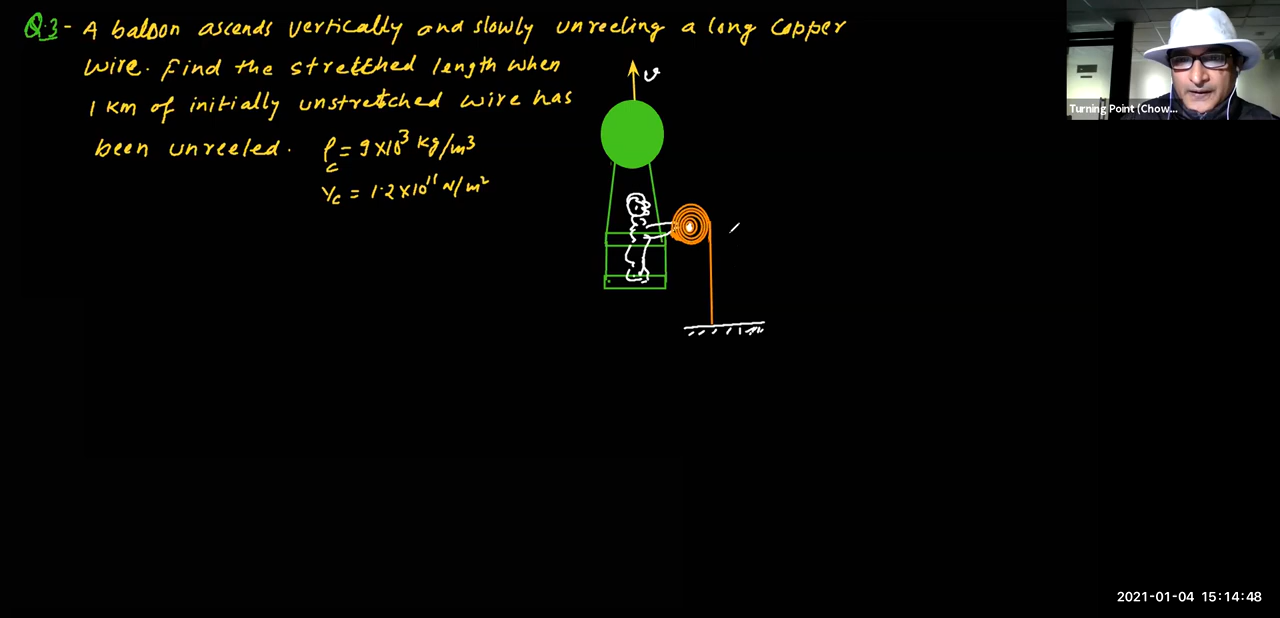 Q.3 - A baloon ascends vertically and slowly unreeling a long copper
wire. Find the stretched length when
1 km of initially unstretched wire has
been unreeled. ρc = 9×10³ kg/m³
Yc = 1.2×10¹¹ N/m²
v
Turning Point (Chow...
2021-01-04 15:14:48